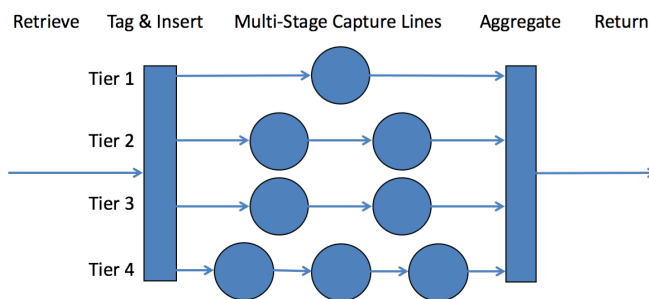 Retrieve Tag & Insert Multi-Stage Capture Lines Aggregate Return
Tier 1
Tier 2
Tier 3
Tier 4